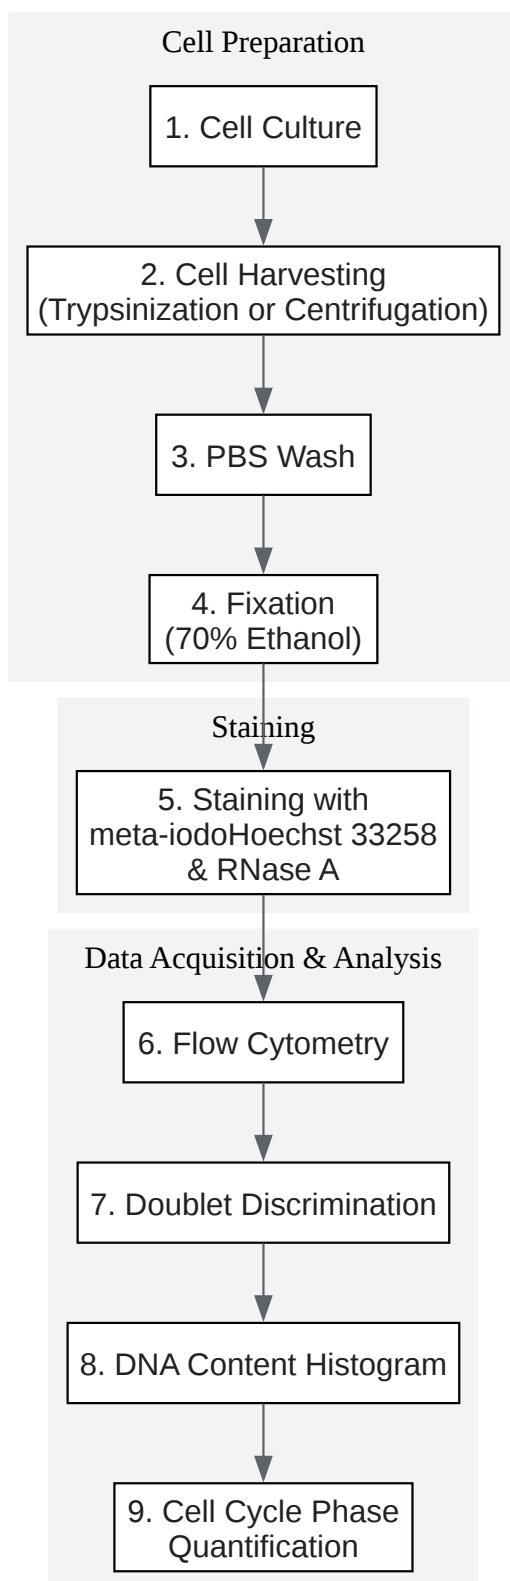 Cell Preparation
1. Cell Culture
2. Cell Harvesting
(Trypsinization or Centrifugation)
3. PBS Wash
4. Fixation
(70% Ethanol)
Staining
5. Staining with
meta-iodoHoechst 33258
& RNase A
Data Acquisition & Analysis
6. Flow Cytometry
7. Doublet Discrimination
8. DNA Content Histogram
9. Cell Cycle Phase
Quantification